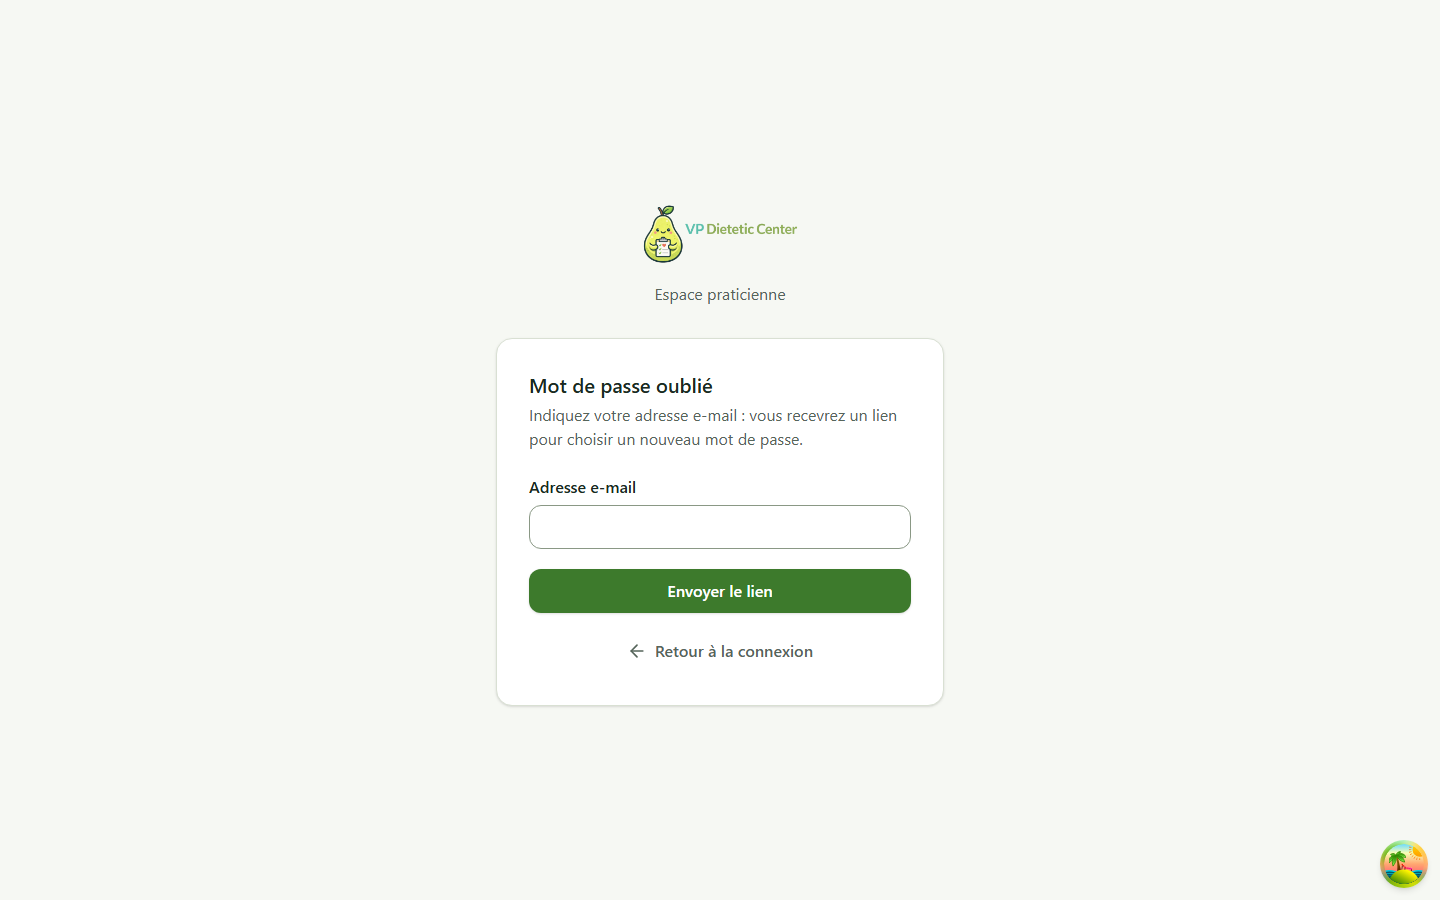 VP Dietetic Center
Espace praticienne
Mot de passe oublié
Indiquez votre adresse e-mail : vous recevrez un lien
pour choisir un nouveau mot de passe.
Adresse e-mail
Envoyer le lien
Retour à la connexion